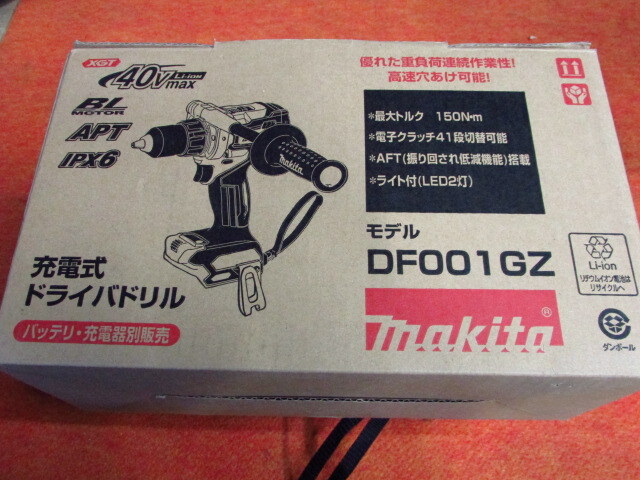 XGT
40Vmax Li-ion
BL
MOTOR
APT
IPX6
makita
充電式
ドライバドリル
バッテリ・充電器別販売
優れた重負荷連続作業性!
高速穴あけ可能!
*最大トルク 150N・m
*電子クラッチ41段切替可能
*AFT(振り回され低減機能)搭載
*ライト付(LED2灯)
モデル
DF001GZ
makita®
Li-ion
リチウムイオン電池は
リサイクルへ
ダンボール